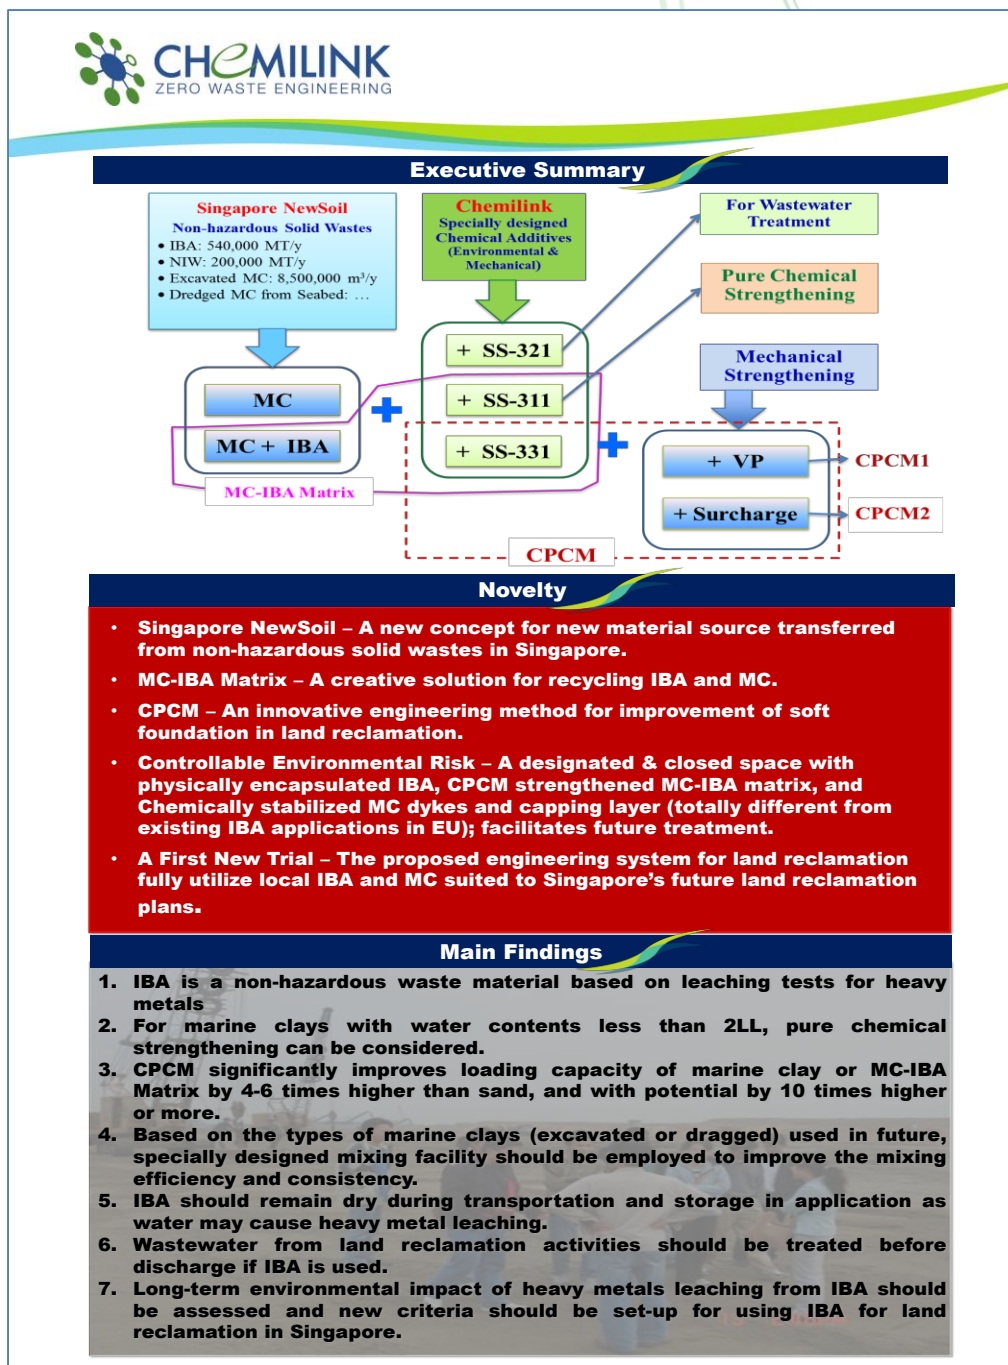 CHEMILINK
ZERO WASTE ENGINEERING
Executive Summary
Singapore NewSoil
Non-hazardous Solid Wastes
• IBA: 540,000 MT/y
• NIW: 200,000 MT/y
• Excavated MC: 8,500,000 m³/y
• Dredged MC from Seabed: …
Chemilink
Specially designed
Chemical Additives
(Environmental &
Mechanical)
For Wastewater
Treatment
Pure Chemical
Strengthening
Mechanical
Strengthening
MC
MC + IBA
MC-IBA Matrix
+ SS-321
+ SS-311
+ SS-331
+ VP
+ Surcharge
CPCM1
CPCM2
CPCM
Novelty
• Singapore NewSoil – A new concept for new material source transferred
from non-hazardous solid wastes in Singapore.
• MC-IBA Matrix – A creative solution for recycling IBA and MC.
• CPCM – An innovative engineering method for improvement of soft
foundation in land reclamation.
• Controllable Environmental Risk – A designated & closed space with
physically encapsulated IBA, CPCM strengthened MC-IBA matrix, and
Chemically stabilized MC dykes and capping layer (totally different from
existing IBA applications in EU); facilitates future treatment.
• A First New Trial – The proposed engineering system for land reclamation
fully utilize local IBA and MC suited to Singapore's future land reclamation
plans.
Main Findings
1. IBA is a non-hazardous waste material based on leaching tests for heavy
metals
2. For marine clays with water contents less than 2LL, pure chemical
strengthening can be considered.
3. CPCM significantly improves loading capacity of marine clay or MC-IBA
Matrix by 4-6 times higher than sand, and with potential by 10 times higher
or more.
4. Based on the types of marine clays (excavated or dragged) used in future,
specially designed mixing facility should be employed to improve the mixing
efficiency and consistency.
5. IBA should remain dry during transportation and storage in application as
water may cause heavy metal leaching.
6. Wastewater from land reclamation activities should be treated before
discharge if IBA is used.
7. Long-term environmental impact of heavy metals leaching from IBA should
be assessed and new criteria should be set-up for using IBA for land
reclamation in Singapore.